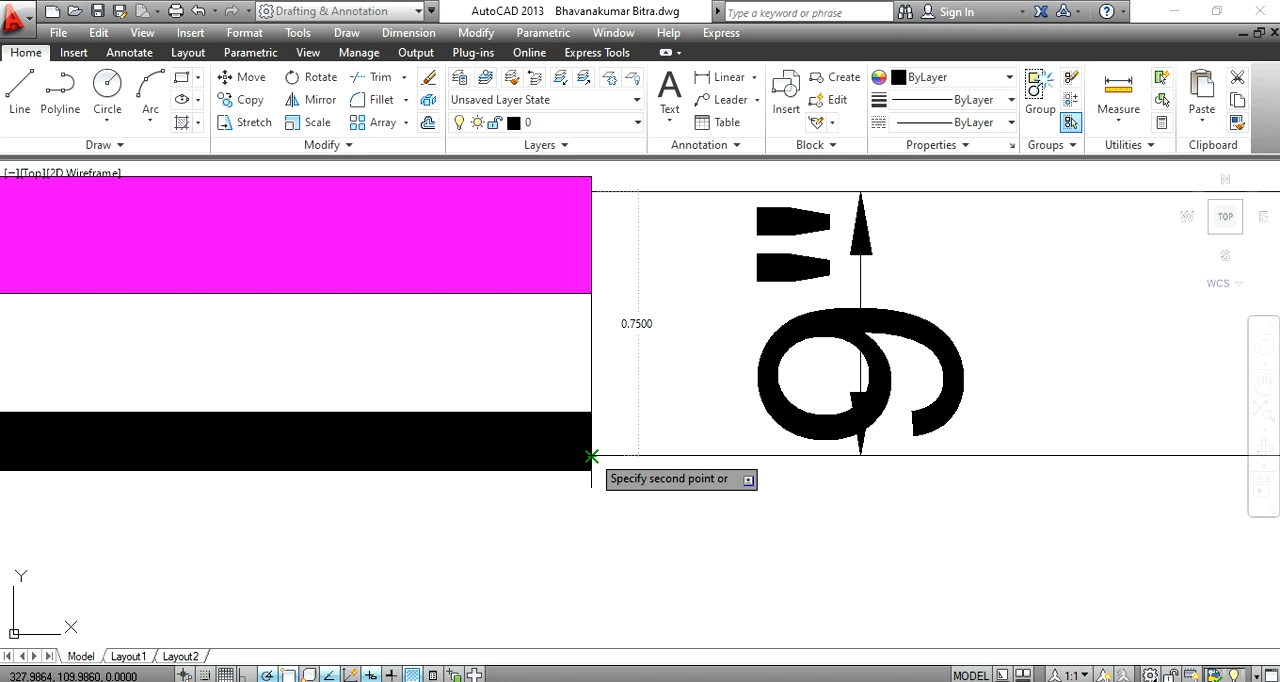 Drafting & Annotation
AutoCAD 2013 Bhavanakumar Bitra.dwg
Type a keyword or phrase
Sign In
File Edit View Insert Format Tools Draw Dimension Modify Parametric Window Help Express
Home Insert Annotate Layout Parametric View Manage Output Plug-ins Online Express Tools
Line Polyline Circle Arc
Move Rotate Trim
Copy Mirror Fillet
Stretch Scale Array
Unsaved Layer State
0
Text
Linear
Leader
Table
Insert
Create
Edit
ByLayer
ByLayer
ByLayer
Group
Measure
Paste
Draw Modify Layers Annotation Block Properties Groups Utilities Clipboard
[−][Top][2D Wireframe]
N
W TOP E
S
WCS
0.7500
9"
Specify second point or
Y
X
Model Layout1 Layout2
327.9864, 109.9860, 0.0000
MODEL
1:1